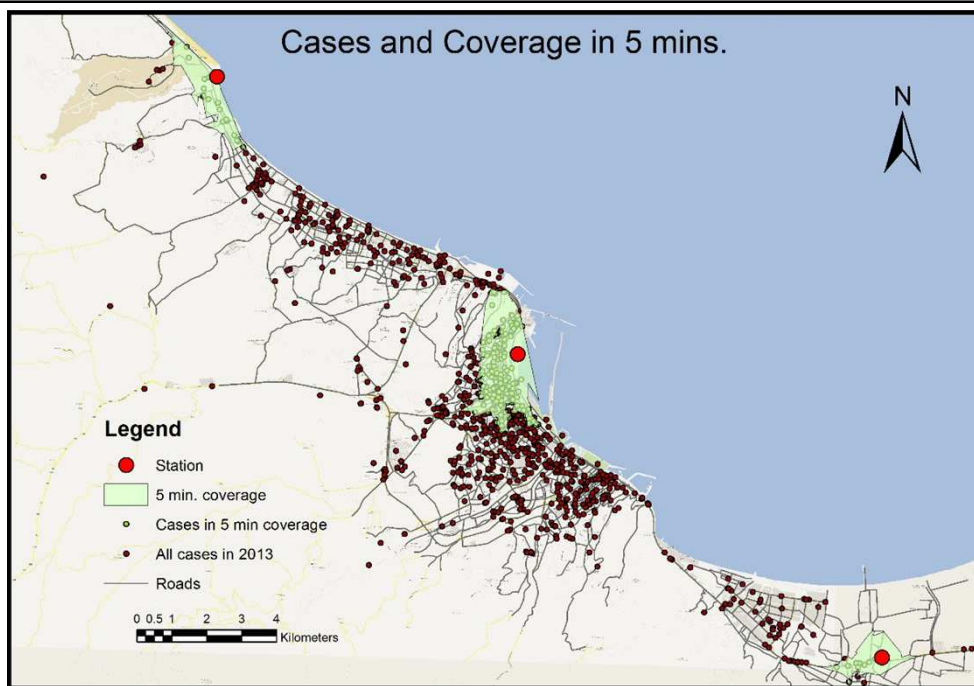 Cases and Coverage in 5 mins.
N
Legend
Station
5 min. coverage
Cases in 5 min coverage
All cases in 2013
Roads
0 0.5 1 2 3 4
Kilometers